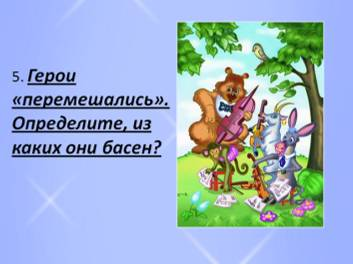 5. Герои
«перемешались».
Определите, из
каких они басен?